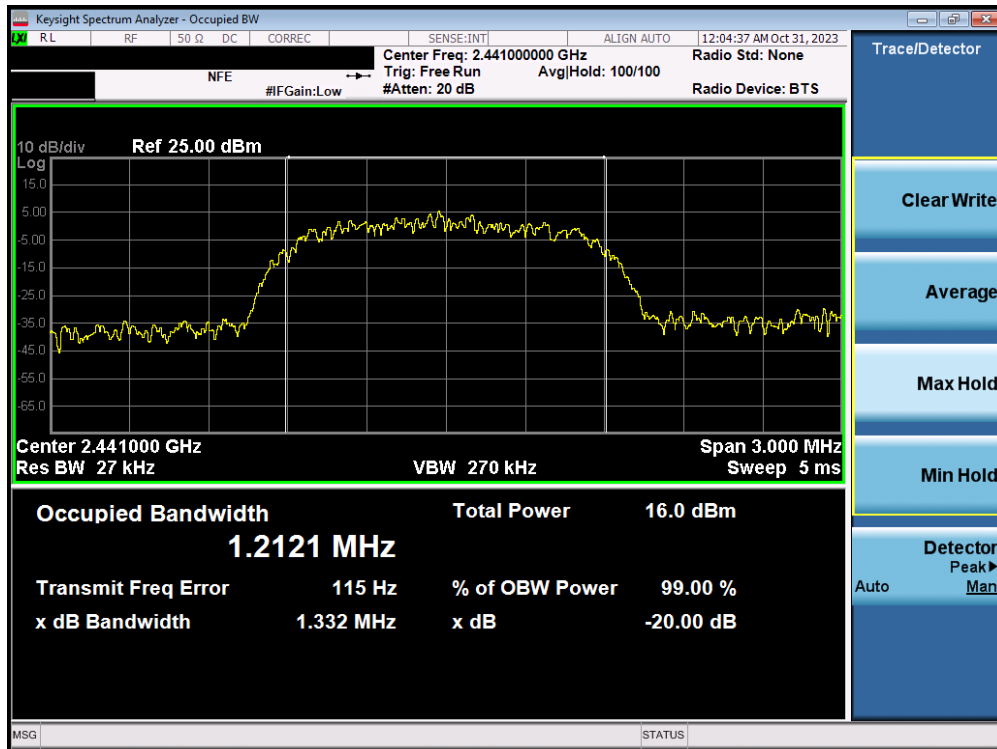 Keysight Spectrum Analyzer - Occupied BW
LXI RL RF 50 Ω DC CORREC SENSE:INT ALIGN AUTO 12:04:37 AM Oct 31, 2023
Center Freq: 2.441000000 GHz Radio Std: None
NFE Trig: Free Run Avg|Hold: 100/100
#IFGain:Low #Atten: 20 dB Radio Device: BTS
Trace/Detector
10 dB/div Ref 25.00 dBm
Log
15.0
5.00
-5.00
-15.0
-25.0
-35.0
-45.0
-55.0
-65.0
Center 2.441000 GHz Span 3.000 MHz
Res BW 27 kHz VBW 270 kHz Sweep 5 ms
Occupied Bandwidth Total Power 16.0 dBm
1.2121 MHz
Transmit Freq Error 115 Hz % of OBW Power 99.00 %
x dB Bandwidth 1.332 MHz x dB -20.00 dB
Clear Write
Average
Max Hold
Min Hold
Detector
Peak▶
Auto Man
MSG STATUS